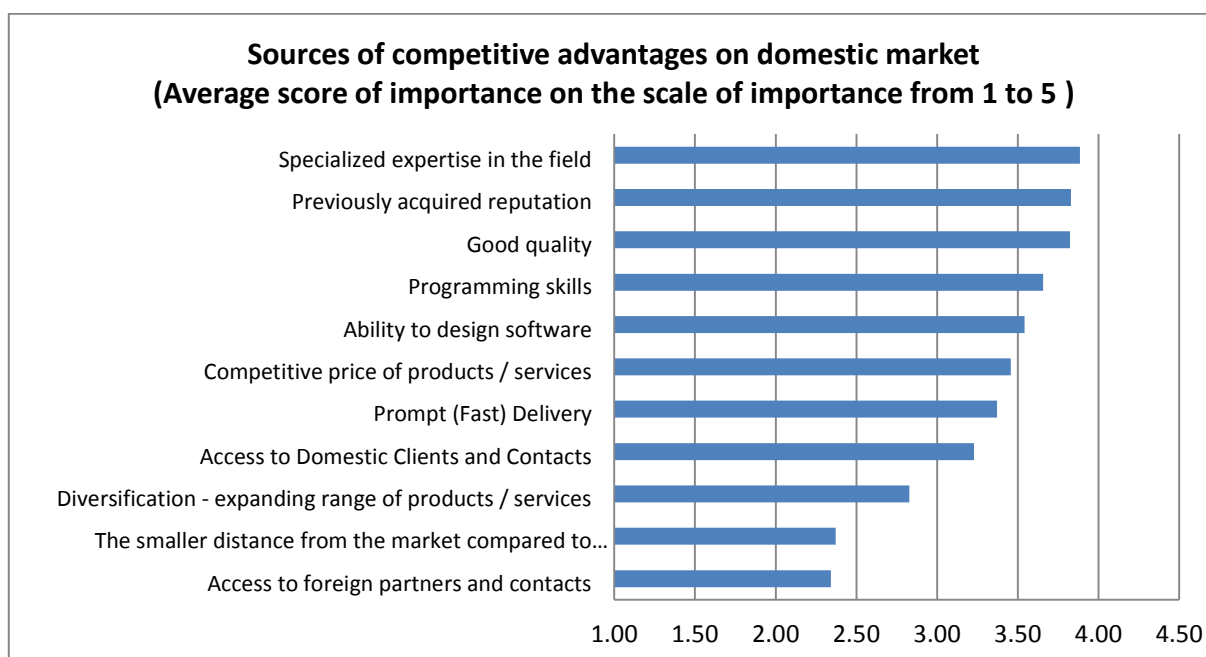 Sources of competitive advantages on domestic market
(Average score of importance on the scale of importance from 1 to 5 )
Specialized expertise in the field
Previously acquired reputation
Good quality
Programming skills
Ability to design software
Competitive price of products / services
Prompt (Fast) Delivery
Access to Domestic Clients and Contacts
Diversification - expanding range of products / services
The smaller distance from the market compared to…
Access to foreign partners and contacts
1.00 1.50 2.00 2.50 3.00 3.50 4.00 4.50